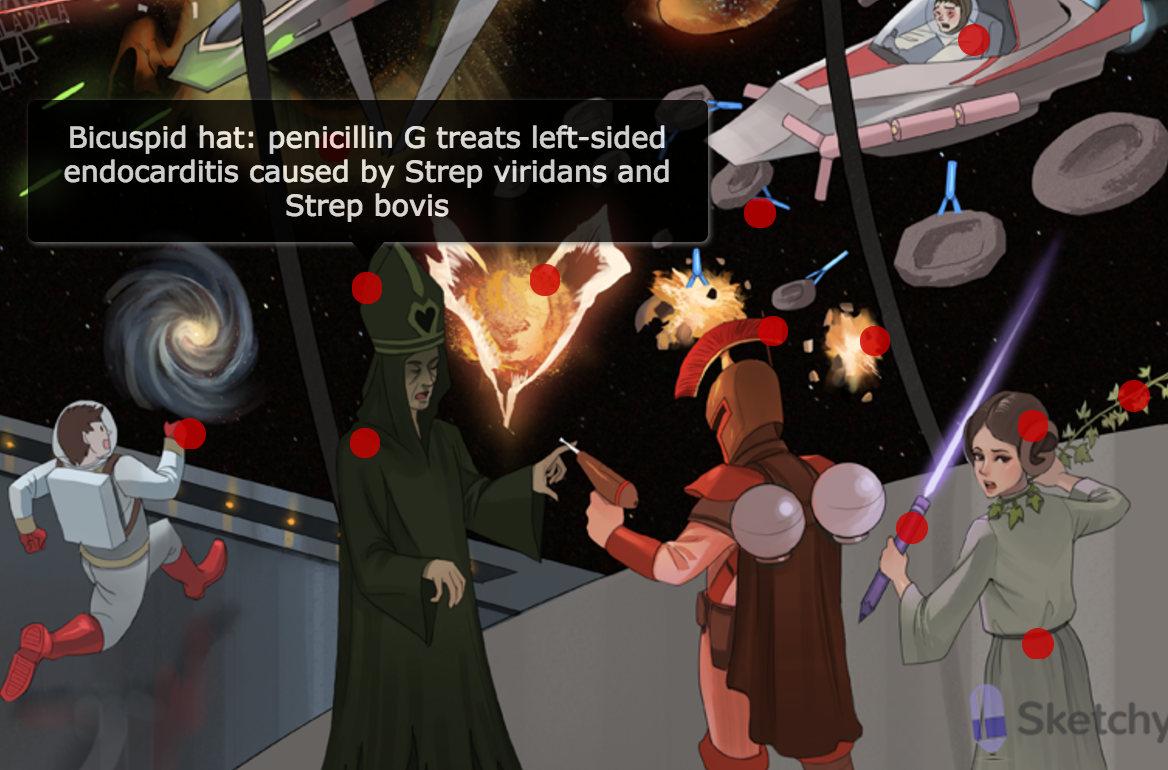 Bicuspid hat: penicillin G treats left-sided
endocarditis caused by Strep viridans and
Strep bovis
Sketchy